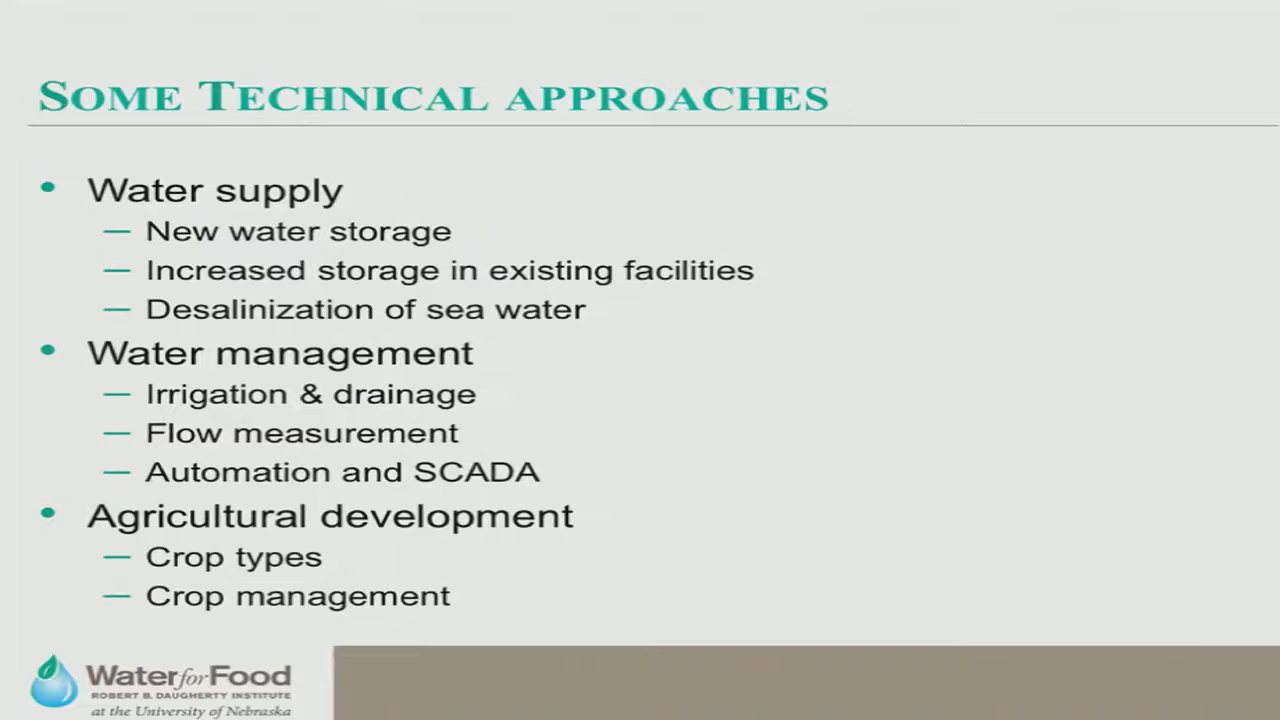 SOME TECHNICAL APPROACHES
• Water supply
— New water storage
— Increased storage in existing facilities
— Desalinization of sea water
• Water management
— Irrigation & drainage
— Flow measurement
— Automation and SCADA
• Agricultural development
— Crop types
— Crop management
Water for Food
ROBERT B. DAUGHERTY INSTITUTE
at the University of Nebraska